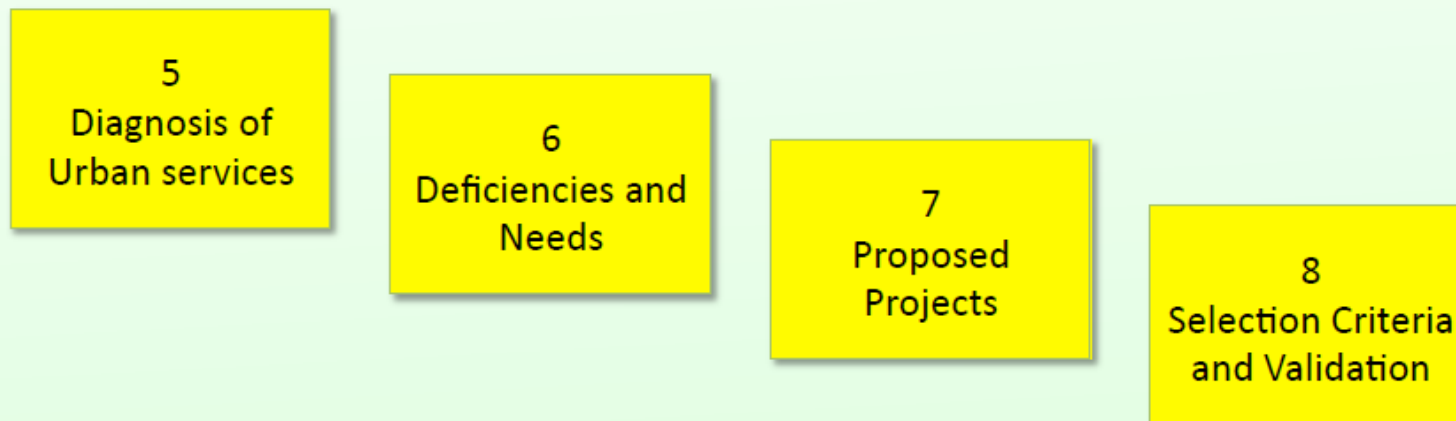 5
Diagnosis of
Urban services
6
Deficiencies and
Needs
7
Proposed
Projects
8
Selection Criteria
and Validation